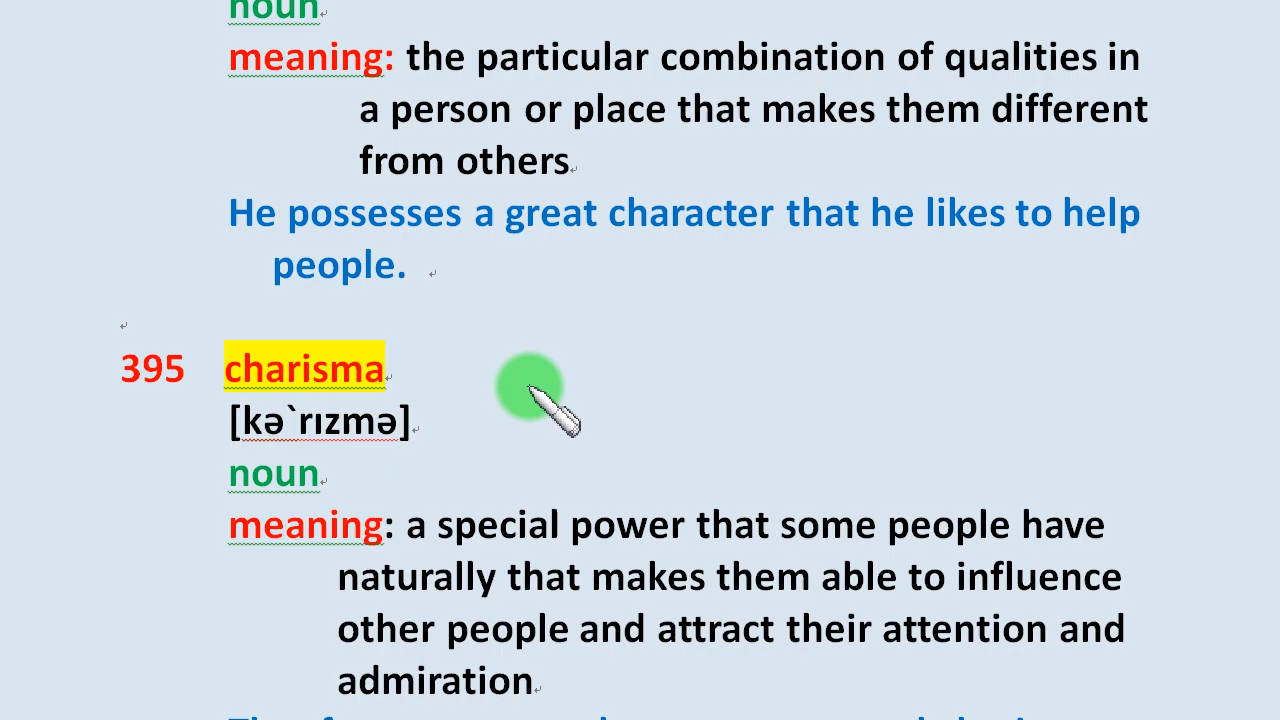 noun
meaning: the particular combination of qualities in
a person or place that makes them different
from others
He possesses a great character that he likes to help
people.
395 charisma
[kə`rɪzmə]
noun
meaning: a special power that some people have
naturally that makes them able to influence
other people and attract their attention and
admiration